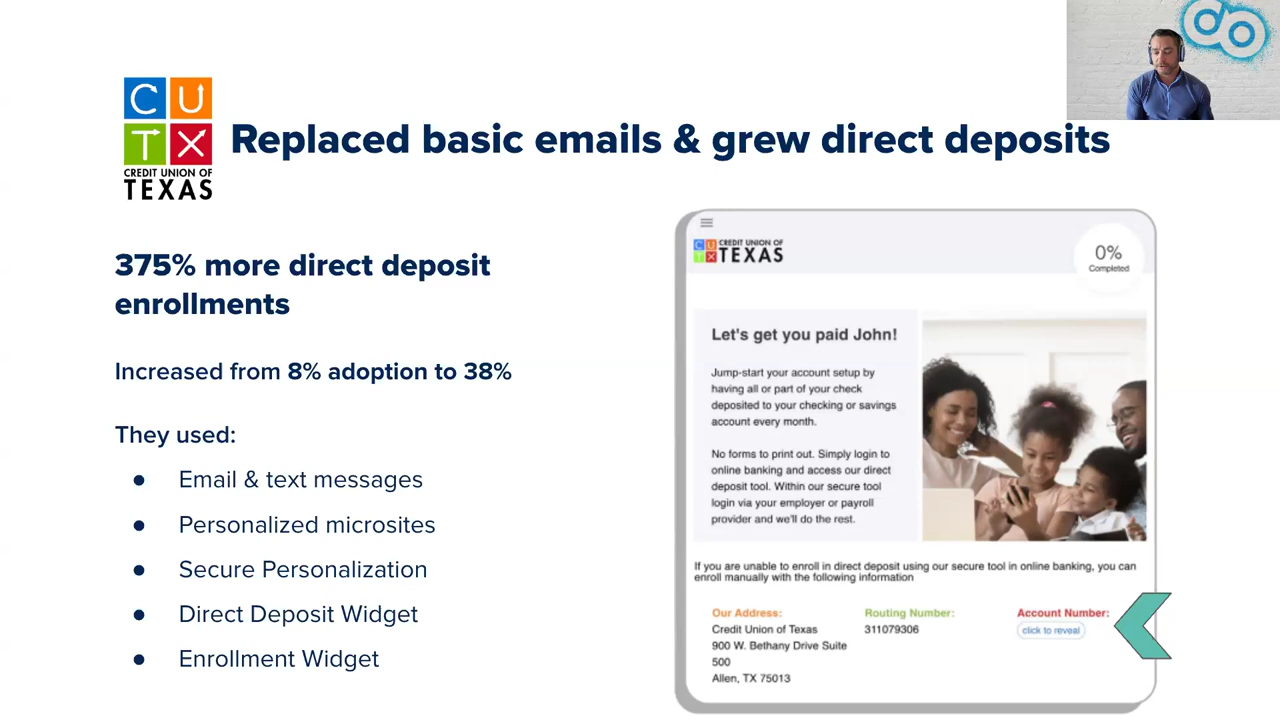 do
C U
T X
CREDIT UNION OF
TEXAS
Replaced basic emails & grew direct deposits
375% more direct deposit
enrollments
Increased from 8% adoption to 38%
They used:
● Email & text messages
● Personalized microsites
● Secure Personalization
● Direct Deposit Widget
● Enrollment Widget
C U
T X
CREDIT UNION OF
TEXAS
0%
Completed
Let's get you paid John!
Jump-start your account setup by
having all or part of your check
deposited to your checking or savings
account every month.
No forms to print out. Simply login to
online banking and access our direct
deposit tool. Within our secure tool
login via your employer or payroll
provider and we'll do the rest.
If you are unable to enroll in direct deposit using our secure tool in online banking, you can
enroll manually with the following information
Our Address:
Credit Union of Texas
900 W. Bethany Drive Suite
500
Allen, TX 75013
Routing Number:
311079306
Account Number:
click to reveal